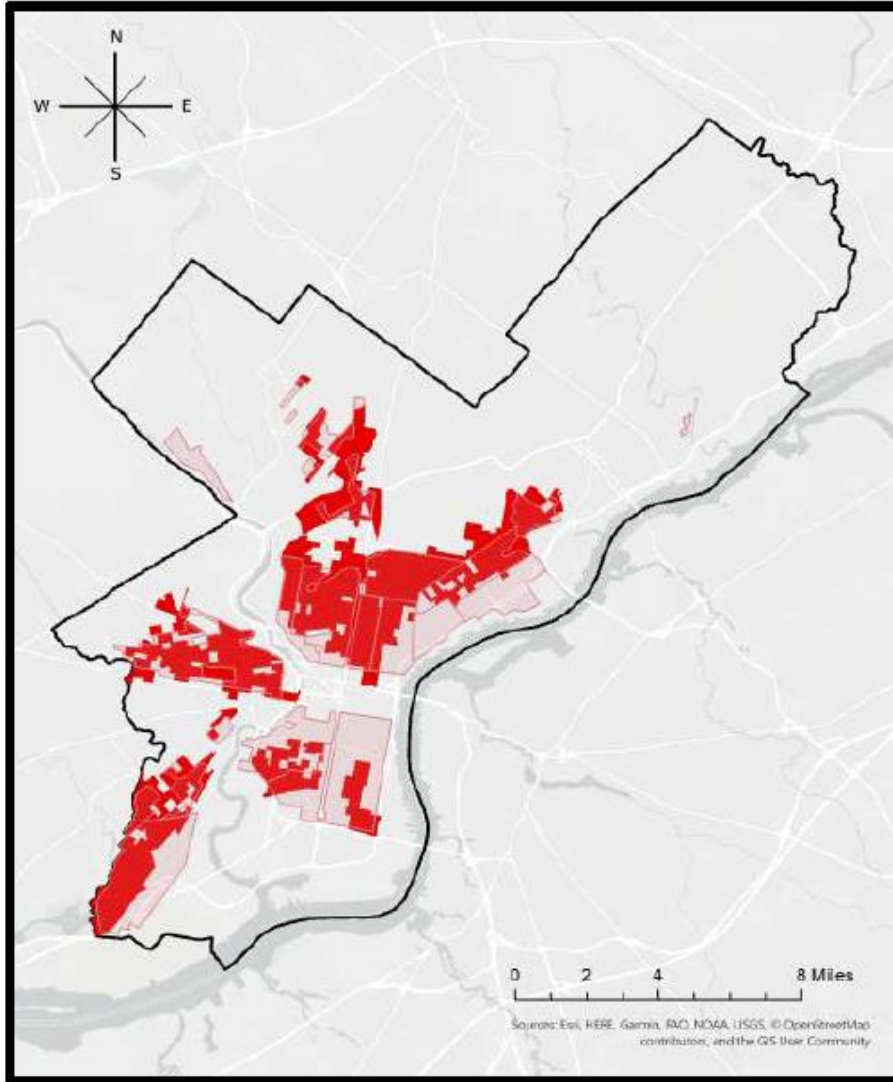 N
W E
S
0 2 4 8 Miles
Sources: Esri, HERE, Garmin, FAO, NOAA, USGS, © OpenStreetMap
contributors, and the GIS User Community